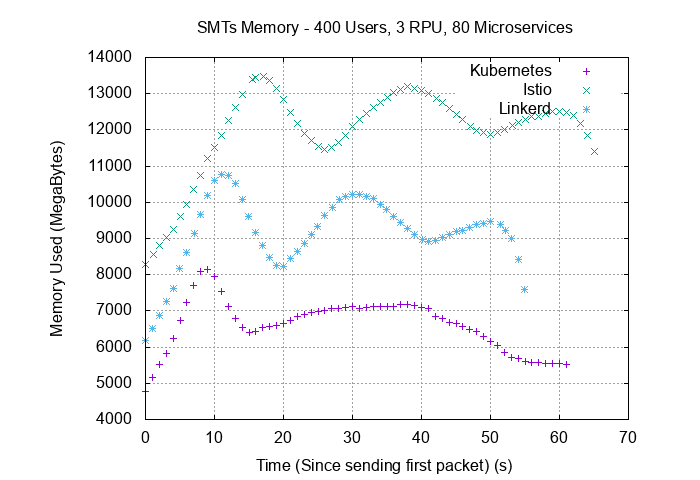 SMTs Memory - 400 Users, 3 RPU, 80 Microservices
14000
13000
12000
11000
10000
9000
8000
7000
6000
5000
4000
Memory Used (MegaBytes)
Kubernetes
Istio
Linkerd
0 10 20 30 40 50 60 70
Time (Since sending first packet) (s)